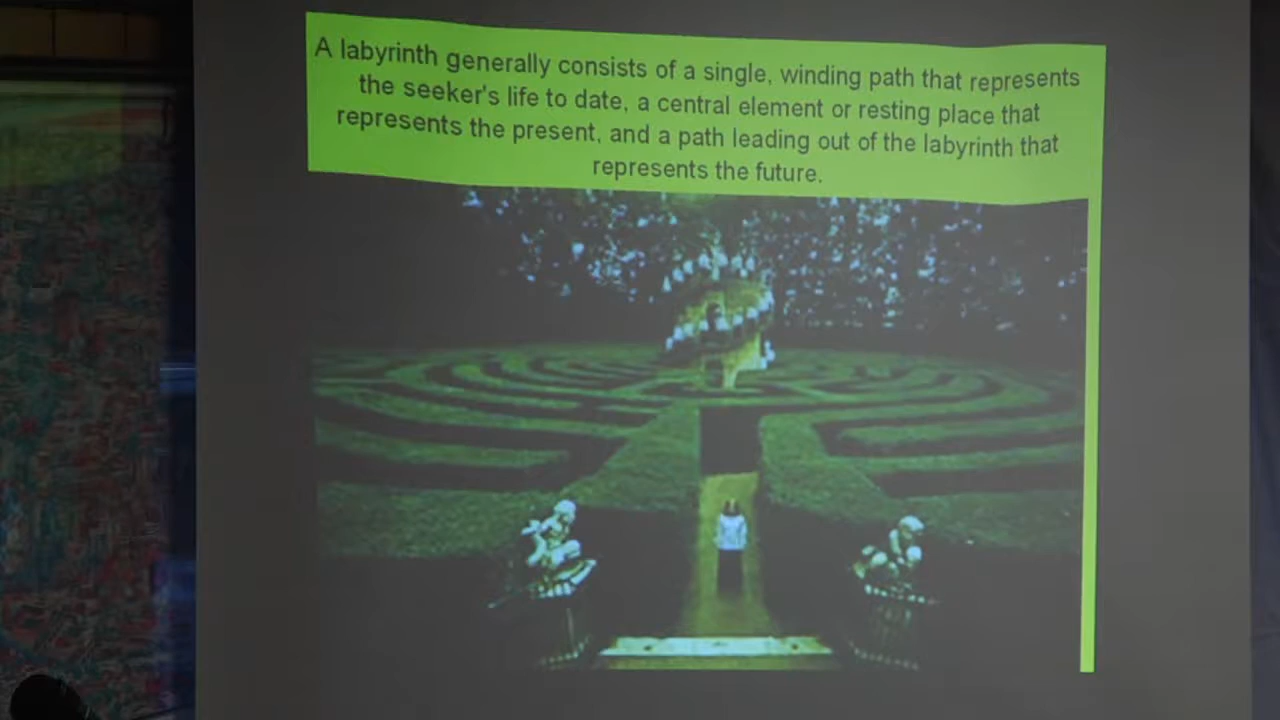 A labyrinth generally consists of a single, winding path that represents
the seeker's life to date, a central element or resting place that
represents the present, and a path leading out of the labyrinth that
represents the future.